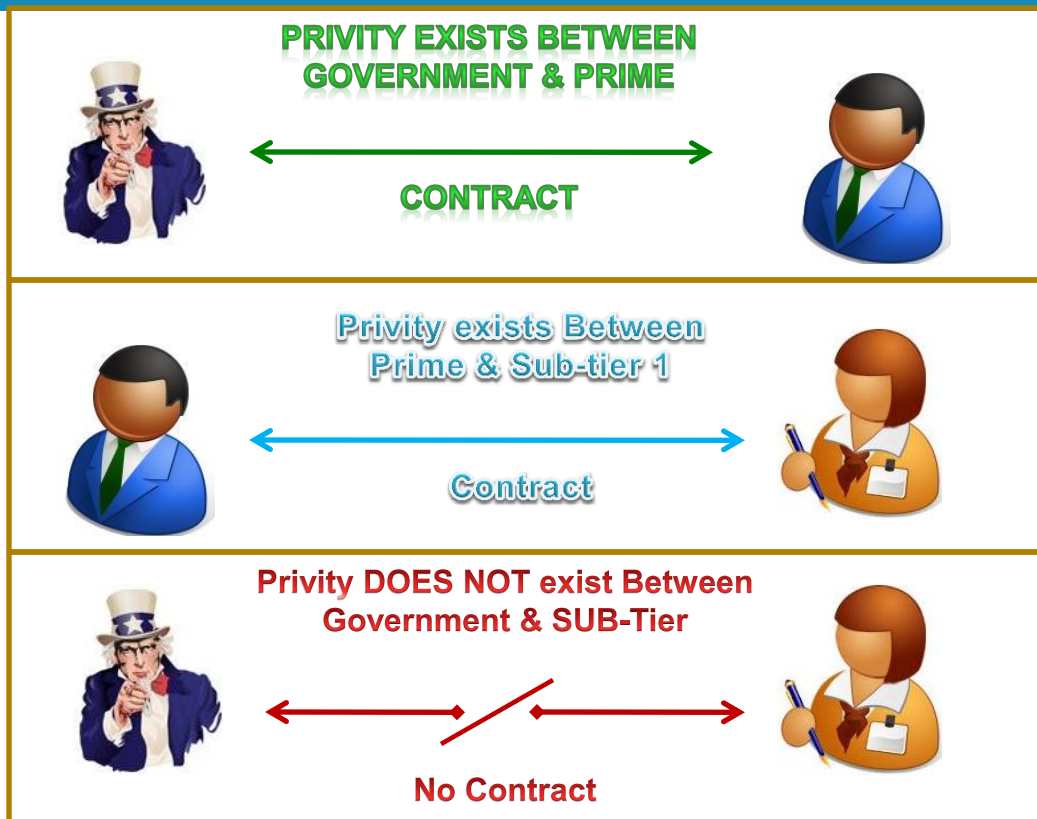 PRIVITY EXISTS BETWEEN
GOVERNMENT & PRIME
CONTRACT
Privity exists Between
Prime & Sub-tier 1
Contract
Privity DOES NOT exist Between
Government & SUB-Tier
No Contract